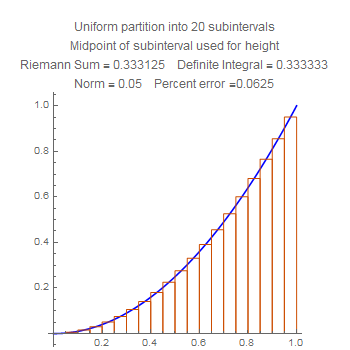 Uniform partition into 20 subintervals
Midpoint of subinterval used for height
Riemann Sum = 0.333125 Definite Integral = 0.333333
Norm = 0.05 Percent error =0.0625
1.0
0.8
0.6
0.4
0.2
0.2 0.4 0.6 0.8 1.0